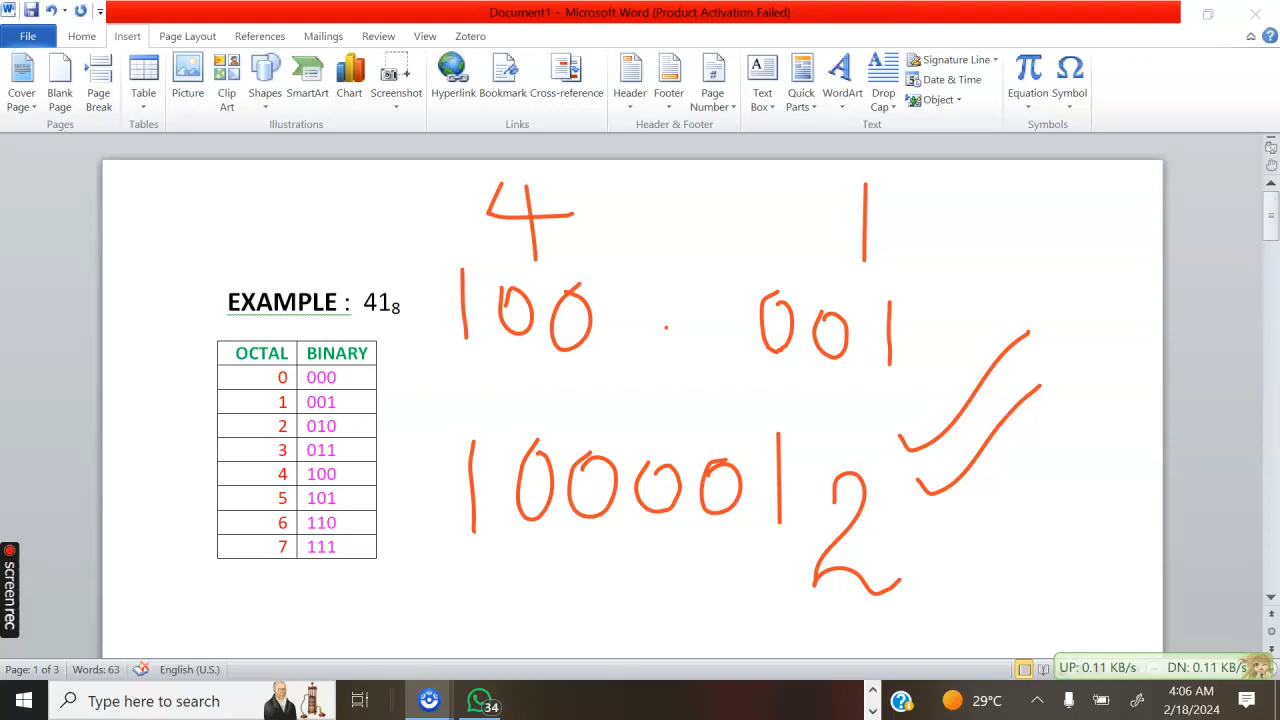 Document1 - Microsoft Word (Product Activation Failed)
File Home Insert Page Layout References Mailings Review View Zotero
Cover Page Blank Page Page Break Table Picture Clip Art Shapes SmartArt Chart Screenshot Hyperlink Bookmark Cross-reference Header Footer Page Number Text Box Quick Parts WordArt Drop Cap Signature Line Date & Time Object Equation Symbol
Pages Tables Illustrations Links Header & Footer Text Symbols
4 1
100 . 001
EXAMPLE : 41₈
OCTAL BINARY
0 000
1 001
2 010
3 011
4 100
5 101
6 110
7 111
100001₂
screen rec
Page: 1 of 3 Words: 63 English (U.S.)
UP: 0.11 KB/s DN: 0.11 KB/s
Type here to search 34 29°C 4:06 AM
2/18/2024